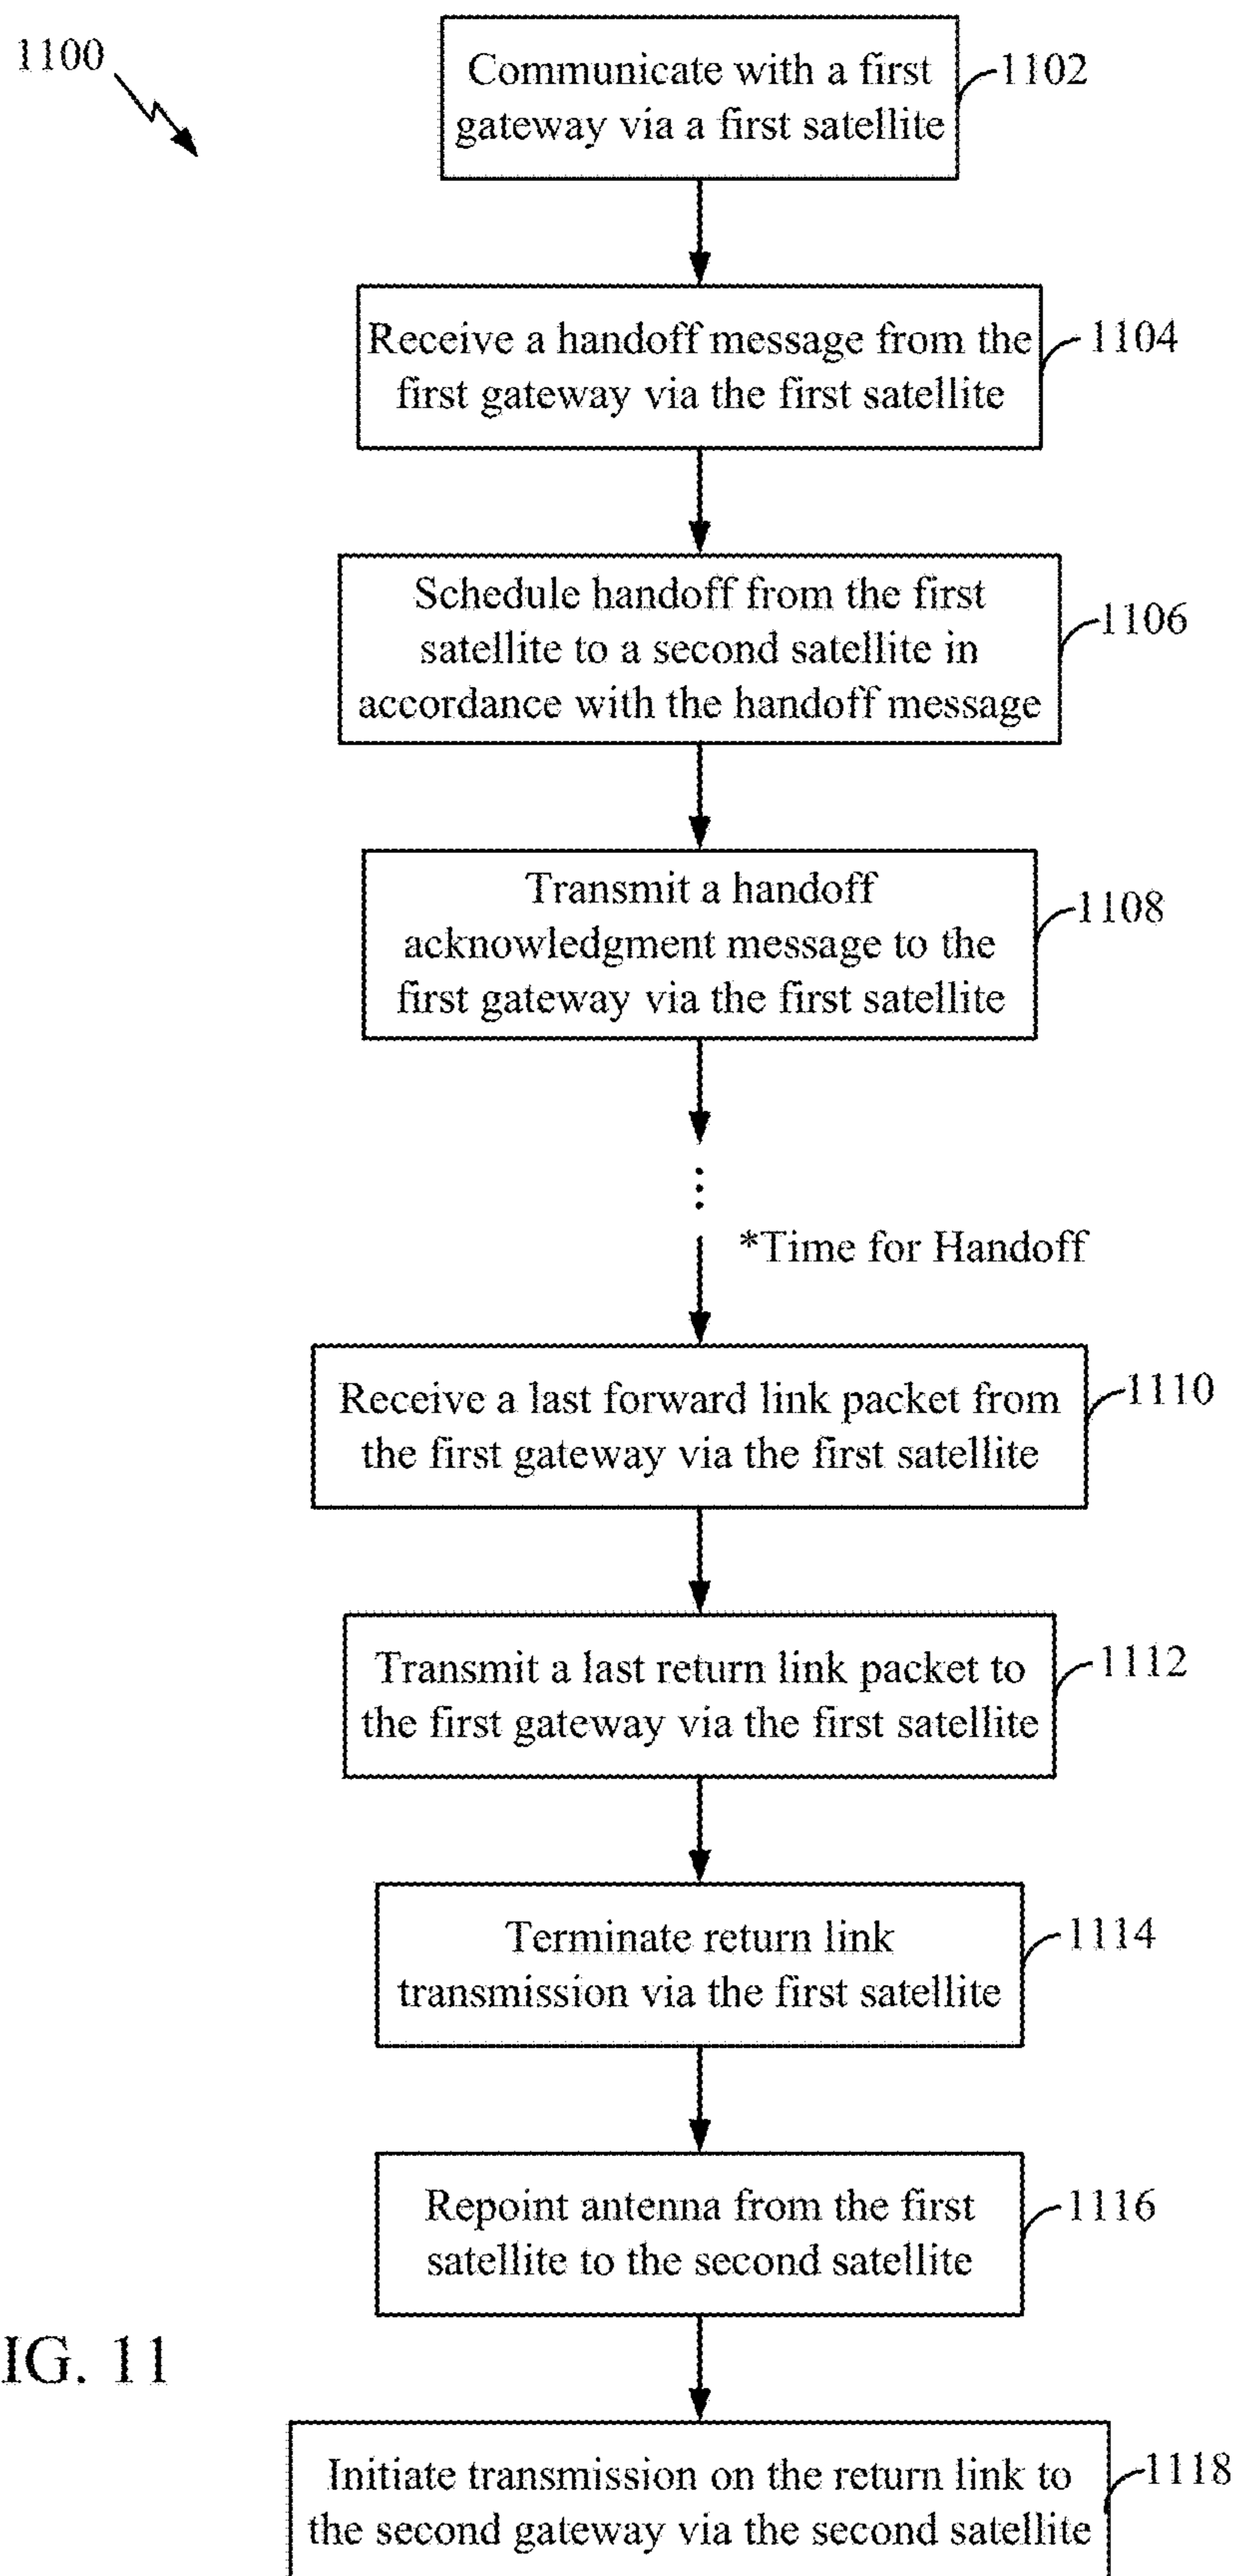 1100
Communicate with a first
gateway via a first satellite
1102
Receive a handoff message from the
first gateway via the first satellite
1104
Schedule handoff from the first
satellite to a second satellite in
accordance with the handoff message
1106
Transmit a handoff
acknowledgment message to the
first gateway via the first satellite
1108
*Time for Handoff
Receive a last forward link packet from
the first gateway via the first satellite
1110
Transmit a last return link packet to
the first gateway via the first satellite
1112
Terminate return link
transmission via the first satellite
1114
Repoint antenna from the first
satellite to the second satellite
1116
IG. 11
Initiate transmission on the return link to
the second gateway via the second satellite
1118